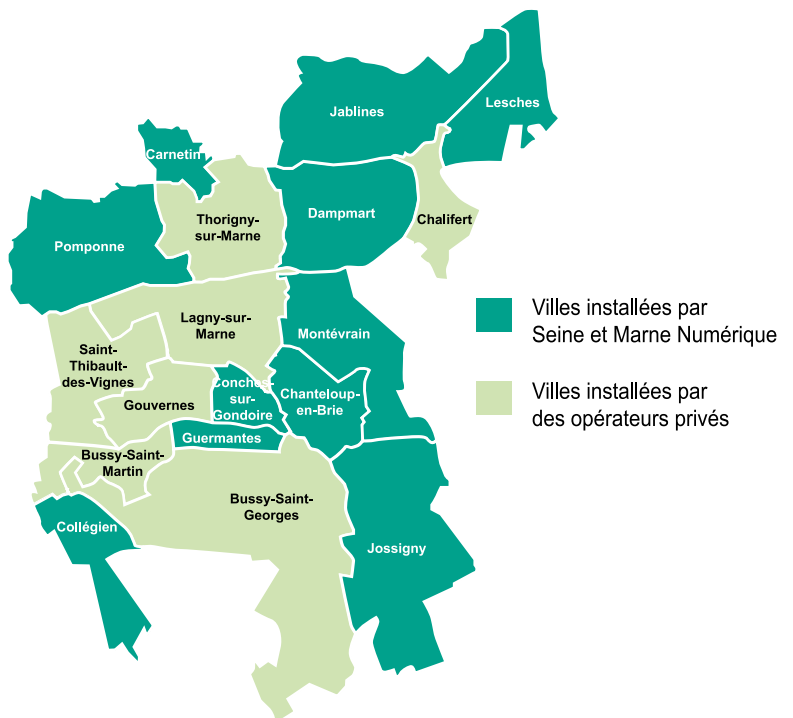 Jablines
Lesches
Carnetin
Thorigny-
sur-Marne
Dampmart
Chalifert
Pomponne
Lagny-sur-
Marne
Montévrain
Saint-
Thibault-
des-Vignes
Conches-
sur-
Gondoire
Chanteloup-
en-Brie
Gouvernes
Guermantes
Bussy-Saint-
Martin
Bussy-Saint-
Georges
Collégien
Jossigny
Villes installées par
Seine et Marne Numérique
Villes installées par
des opérateurs privés